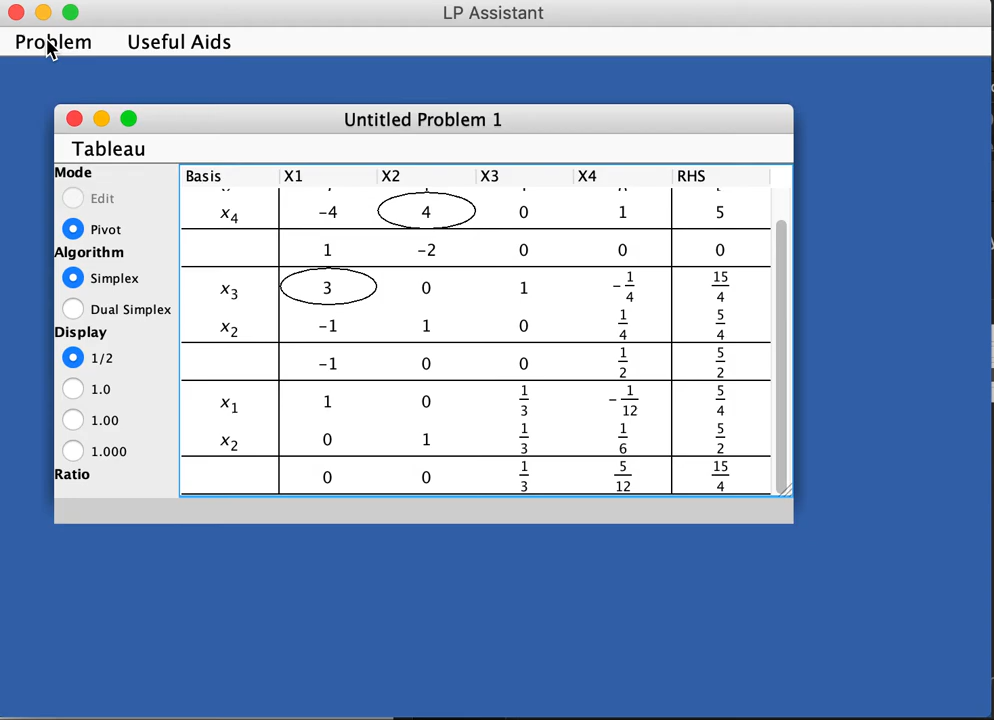 LP Assistant
Problem Useful Aids
Untitled Problem 1
Tableau
Mode
Edit
Pivot
Algorithm
Simplex
Dual Simplex
Display
1/2
1.0
1.00
1.000
Ratio
Basis X1 X2 X3 X4 RHS
x4 -4 4 0 1 5
1 -2 0 0 0
x3 3 0 1 -1/4 15/4
x2 -1 1 0 1/4 5/4
-1 0 0 1/2 5/2
x1 1 0 1/3 -1/12 5/4
x2 0 1 1/3 1/6 5/2
0 0 1/3 5/12 15/4